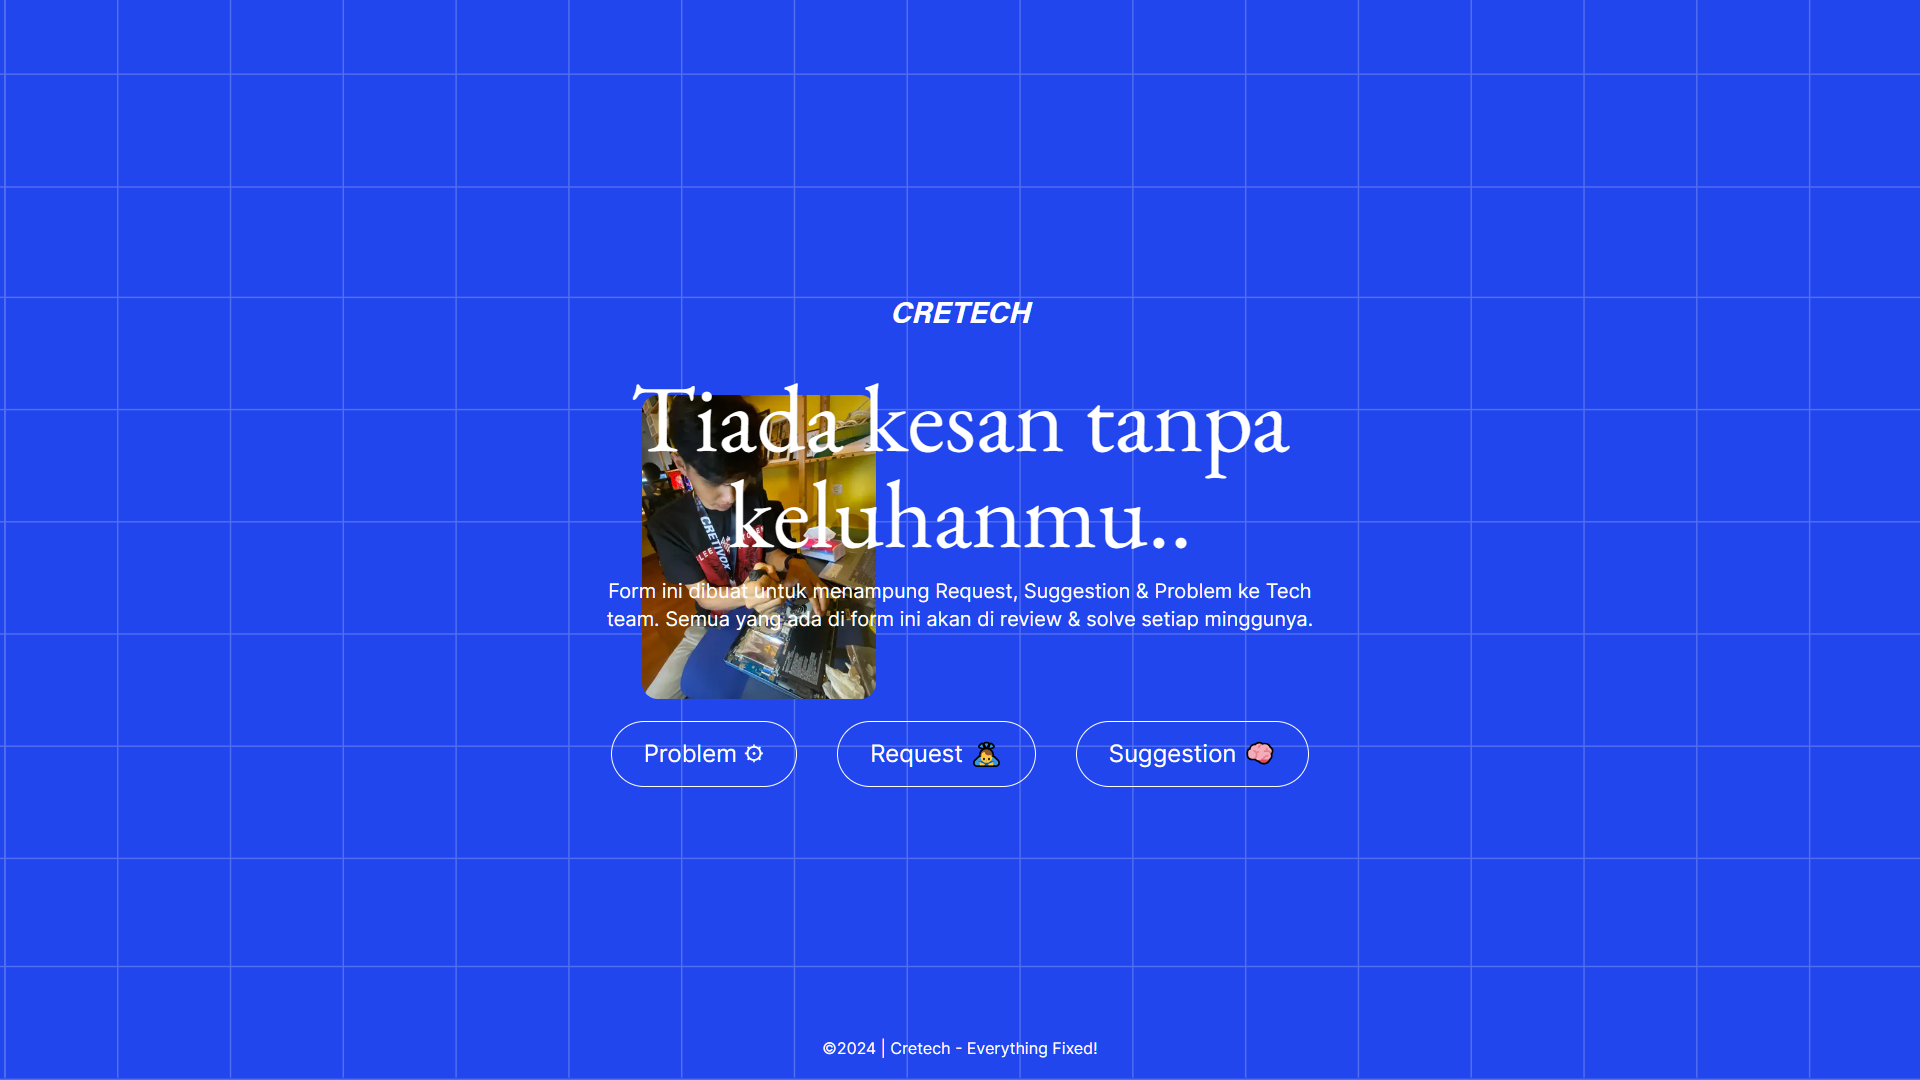 CRETECH
Tiada kesan tanpa
keluhanmu..
CRETIVOX
Form ini dibuat untuk menampung Request, Suggestion & Problem ke Tech
team. Semua yang ada di form ini akan di review & solve setiap minggunya.
Problem ⚙
Request 🙇
Suggestion 🧠
©2024 | Cretech - Everything Fixed!